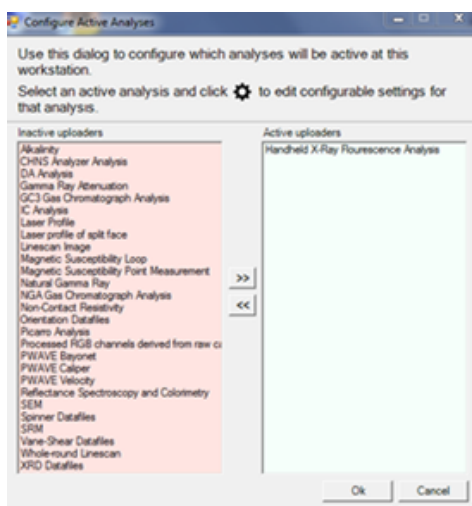 Configure Active Analyses
Use this dialog to configure which analyses will be active at this
workstation.
Select an active analysis and click to edit configurable settings for
that analysis.
Inactive uploaders
Alkalinity
CHNS Analyzer Analysis
DA Analysis
Gamma Ray Attenuation
GC3 Gas Chromatograph Analysis
IC Analysis
Laser Profile
Laser profile of split face
Linescan Image
Magnetic Susceptibility Loop
Magnetic Susceptibility Point Measurement
Natural Gamma Ray
NGA Gas Chromatograph Analysis
Non-Contact Resistivity
Orientation Datafiles
Picarro Analysis
Processed RGB channels derived from raw ca
PWAVE Bayonet
PWAVE Caliper
PWAVE Velocity
Reflectance Spectroscopy and Colorimetry
SEM
Spinner Datafiles
SRM
Vane-Shear Datafiles
Whole-round Linescan
XRD Datafiles
>>
<<
Active uploaders
Handheld X-Ray Flourescence Analysis
Ok
Cancel